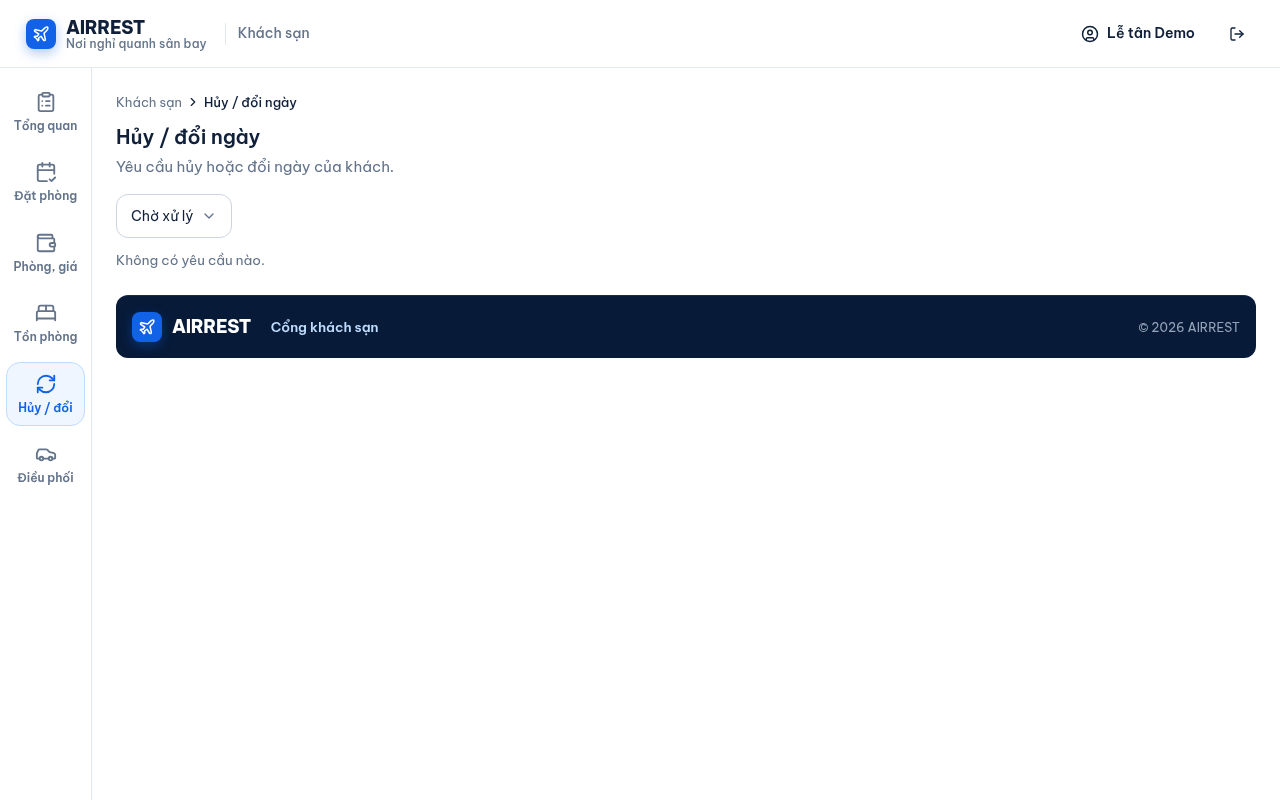 AIRREST
Nơi nghỉ quanh sân bay
Khách sạn
Lễ tân Demo
Tổng quan
Đặt phòng
Phòng, giá
Tồn phòng
Hủy / đổi
Điều phối
Khách sạn > Hủy / đổi ngày
Hủy / đổi ngày
Yêu cầu hủy hoặc đổi ngày của khách.
Chờ xử lý
Không có yêu cầu nào.
AIRREST
Cổng khách sạn
© 2026 AIRREST